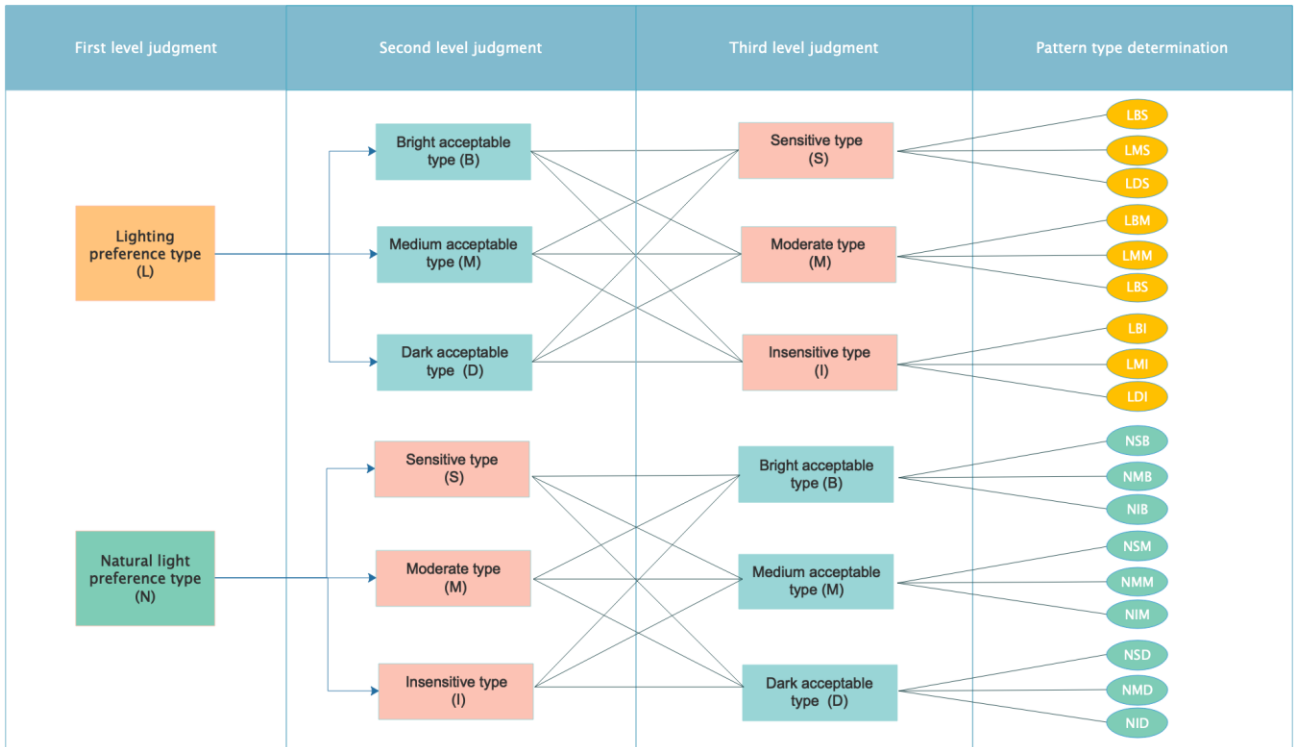 First level judgment
Second level judgment
Third level judgment
Pattern type determination
Lighting
preference type
(L)
Bright acceptable
type (B)
Medium acceptable
type (M)
Dark acceptable
type (D)
Sensitive type
(S)
Moderate type
(M)
Insensitive type
(I)
LBS
LMS
LDS
LBM
LMM
LBS
LBI
LMI
LDI
Natural light
preference type
(N)
Sensitive type
(S)
Moderate type
(M)
Insensitive type
(I)
Bright acceptable
type (B)
Medium acceptable
type (M)
Dark acceptable
type (D)
NSB
NMB
NIB
NSM
NMM
NIM
NSD
NMD
NID